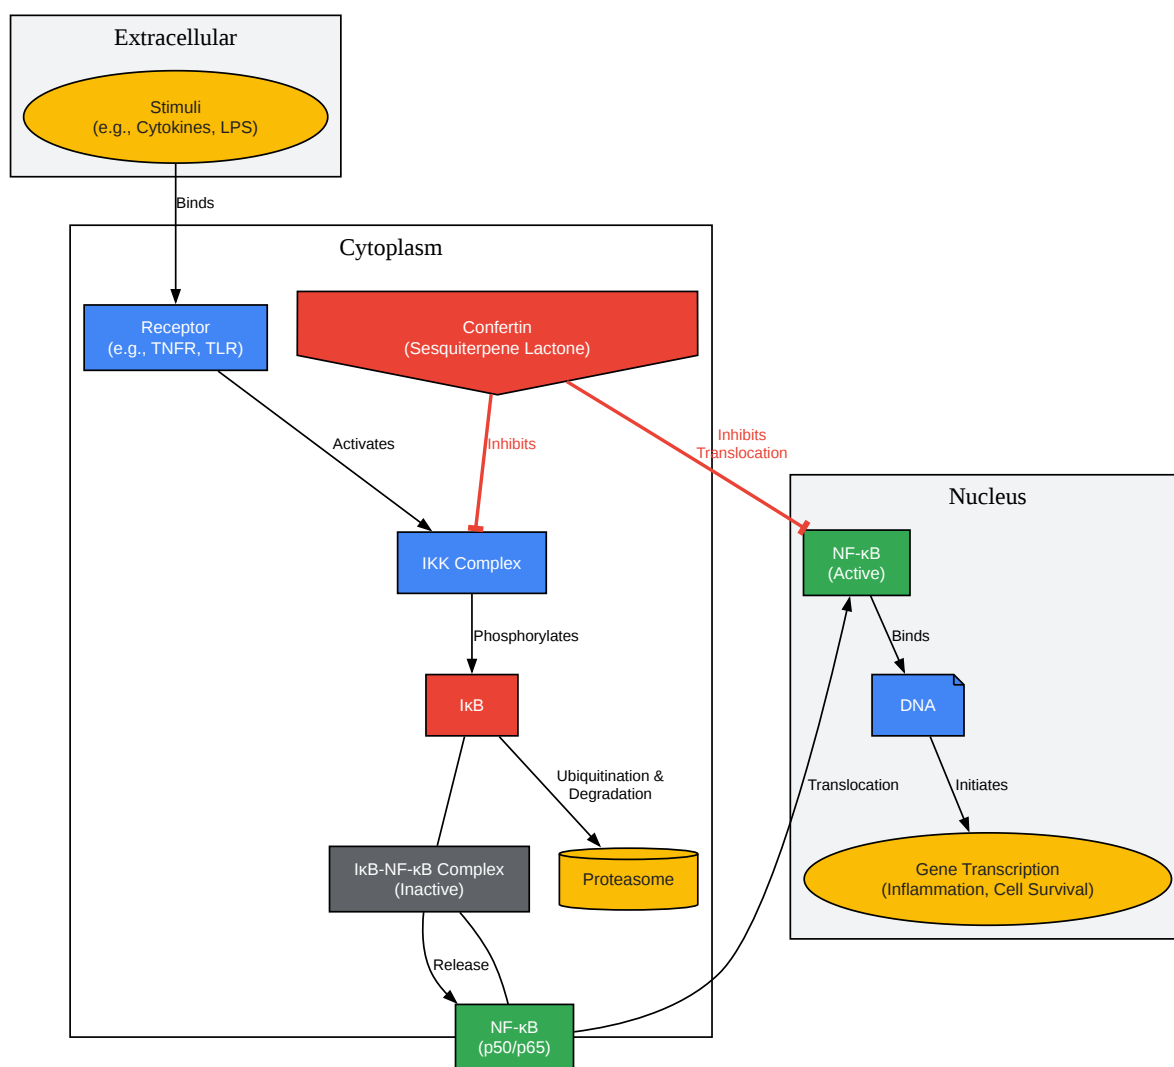 Extracellular
Stimuli
(e.g., Cytokines, LPS)
Binds
Cytoplasm
Receptor
(e.g., TNFR, TLR)
Confertin
(Sesquiterpene Lactone)
Activates
Inhibits
Inhibits
Translocation
Nucleus
IKK Complex
NF-κB
(Active)
Phosphorylates
Binds
IκB
DNA
Ubiquitination &
Degradation
Translocation
Initiates
IκB-NF-κB Complex
(Inactive)
Proteasome
Gene Transcription
(Inflammation, Cell Survival)
Release
NF-κB
(p50/p65)